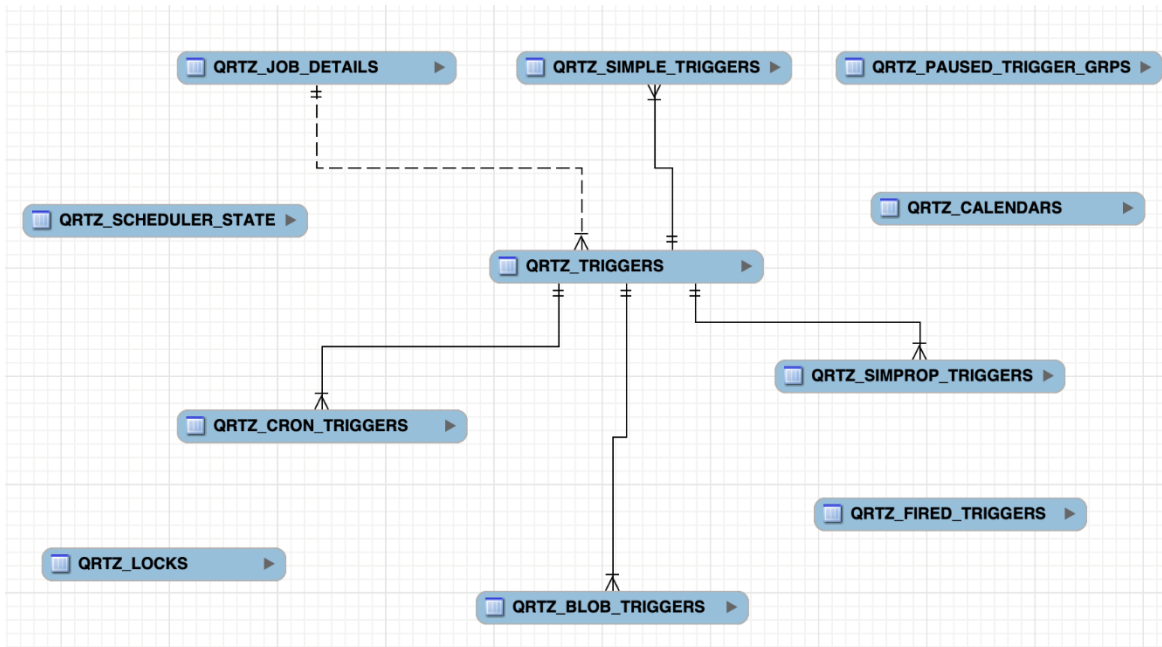 QRTZ_JOB_DETAILS
QRTZ_SIMPLE_TRIGGERS
QRTZ_PAUSED_TRIGGER_GRPS
QRTZ_SCHEDULER_STATE
QRTZ_CALENDARS
QRTZ_TRIGGERS
QRTZ_SIMPROP_TRIGGERS
QRTZ_CRON_TRIGGERS
QRTZ_FIRED_TRIGGERS
QRTZ_LOCKS
QRTZ_BLOB_TRIGGERS